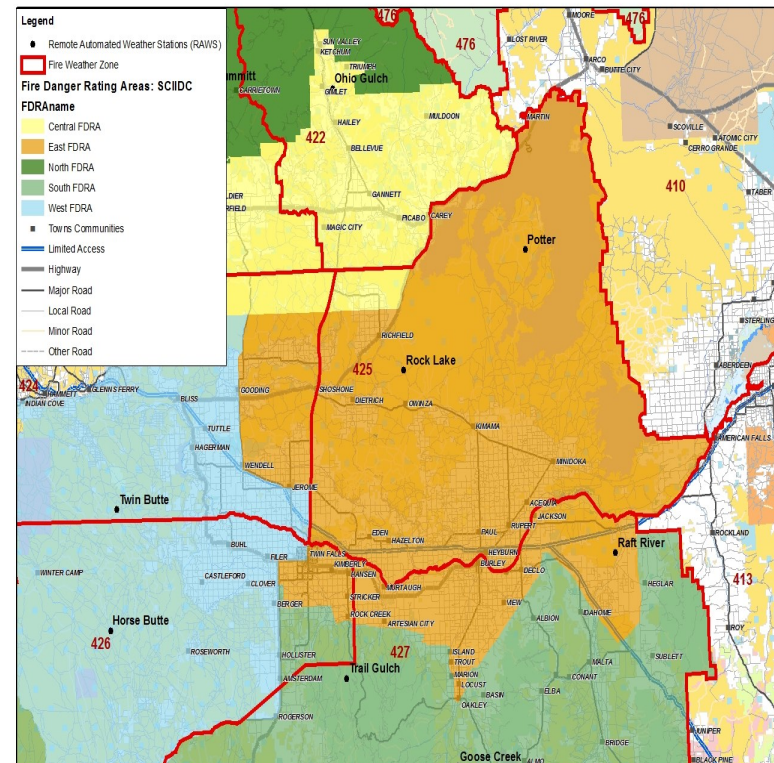 Legend
Remote Automated Weather Stations (RAWS)
Fire Weather Zone
Fire Danger Rating Areas: SCIIDC
FDRAname
Central FDRA
East FDRA
North FDRA
South FDRA
West FDRA
Towns Communities
Limited Access
Highway
Major Road
Local Road
Minor Road
Other Road
476
476
476
MOORE
LOST RIVER
SUN VALLEY
KETCHUM
TRIUMPH
Ohio Gulch
GIMLET
CARRIETOWN
ARCO
BUTTE CITY
HAILEY
MULDOON
MARTIN
422
BELLEVUE
SCOVILLE
ATOMIC CITY
CERRO GRANDE
410
TABER
GANNETT
PICABO
CAREY
MAGIC CITY
Potter
STERLING
RICHFIELD
Rock Lake
425
ABERDEEN
424
HAMMETT
GLENNS FERRY
INDIAN COVE
BLISS
GOODING
SHOSHONE
DIETRICH
OWINZA
TUTTLE
HAGERMAN
KIMAMA
AMERICAN FALLS
WENDELL
MINIDOKA
JEROME
Twin Butte
ACEQUIA
JACKSON
RUPERT
PAUL
EDEN
HAZELTON
ROCKLAND
BUHL
FILER
TWIN FALLS
KIMBERLY
HANSEN
HEYBURN
BURLEY
DECLO
Raft River
WINTER CAMP
CASTLEFORD
CLOVER
MURTAUGH
HEGLAR
413
BERGER
STRICKER
ROCK CREEK
ARTESIAN CITY
VIEW
ALBION
IDAHOME
Horse Butte
426
ROY
ROSEWORTH
HOLLISTER
427
ISLAND
TROUT
MARION
LOCUST
OAKLEY
MALTA
SUBLETT
CONANT
AMSTERDAM
Trail Gulch
BASIN
ELBA
ROGERSON
JUNIPER
BRIDGE
Goose Creek
ALMO
BLACK PINE